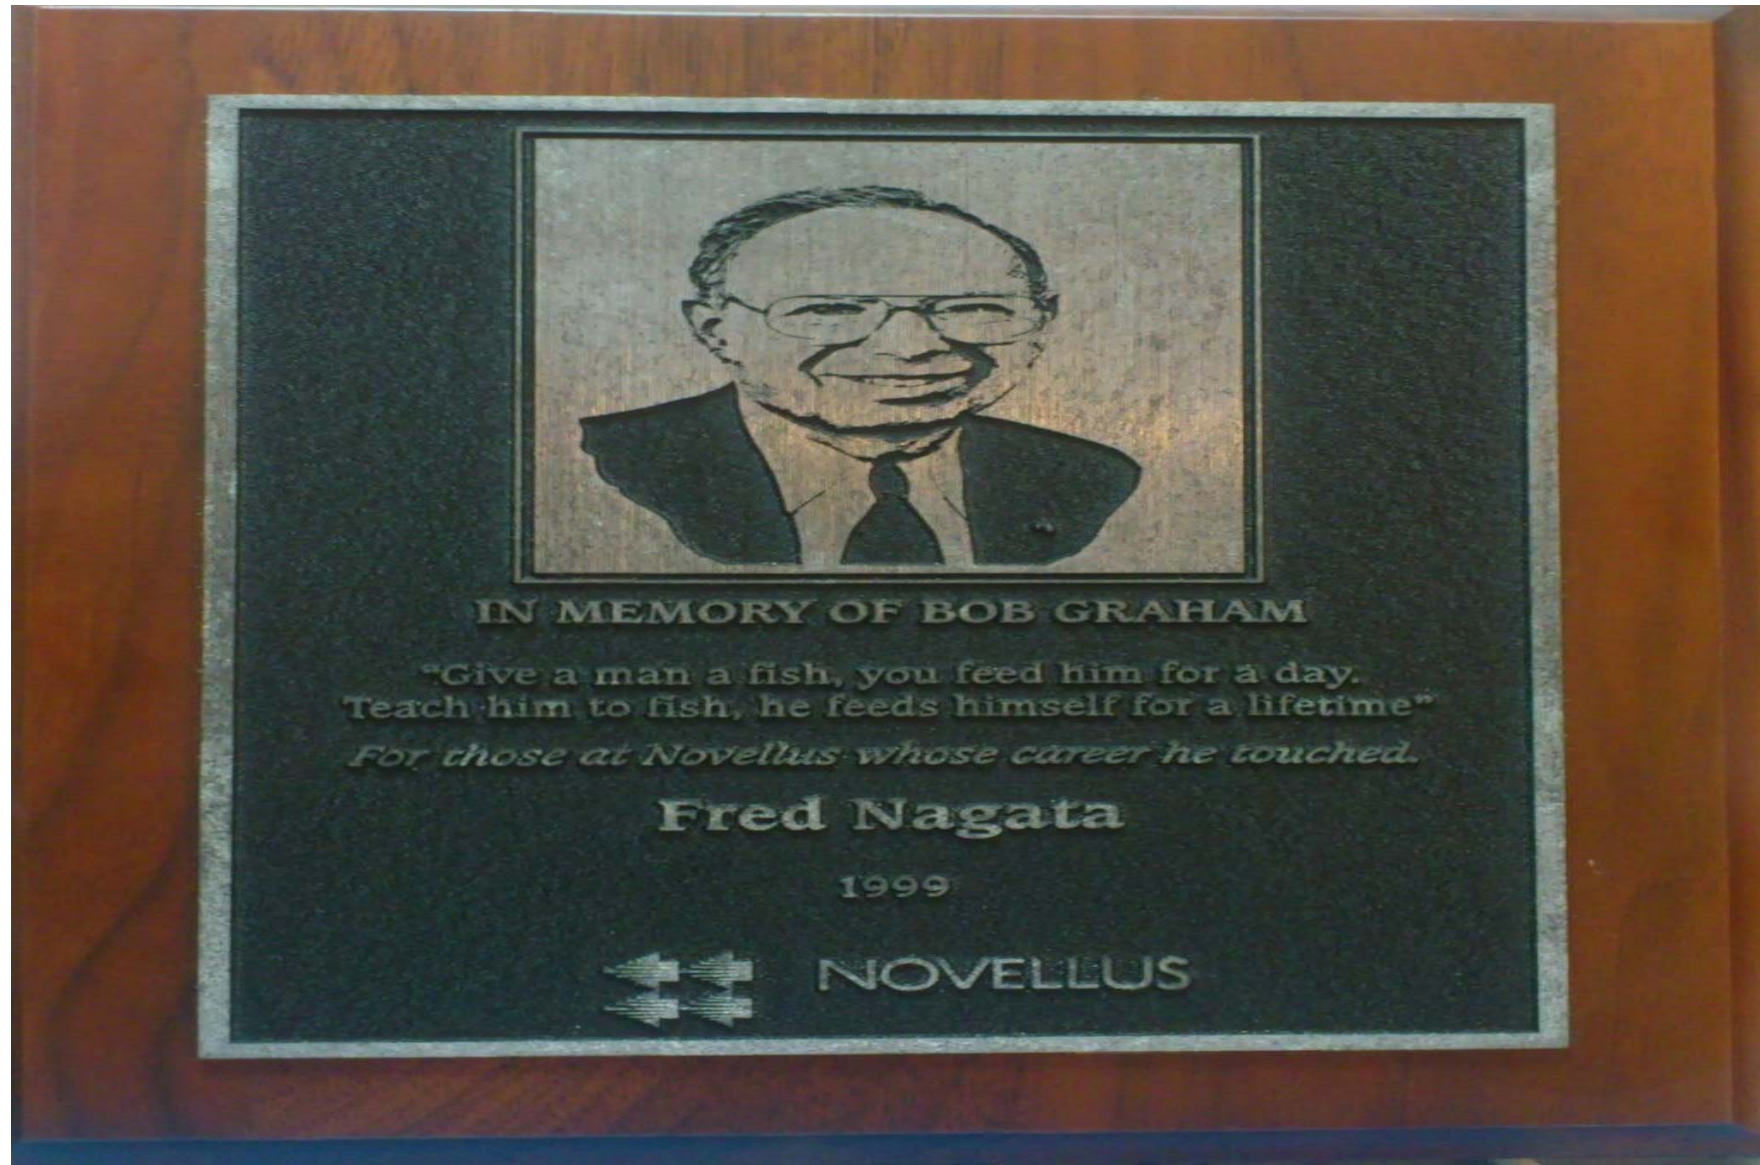 IN MEMORY OF BOB GRAHAM
"Give a man a fish, you feed him for a day.
Teach him to fish, he feeds himself for a lifetime"
For those at Novellus whose career he touched.
Fred Nagata
1999
NOVELLUS